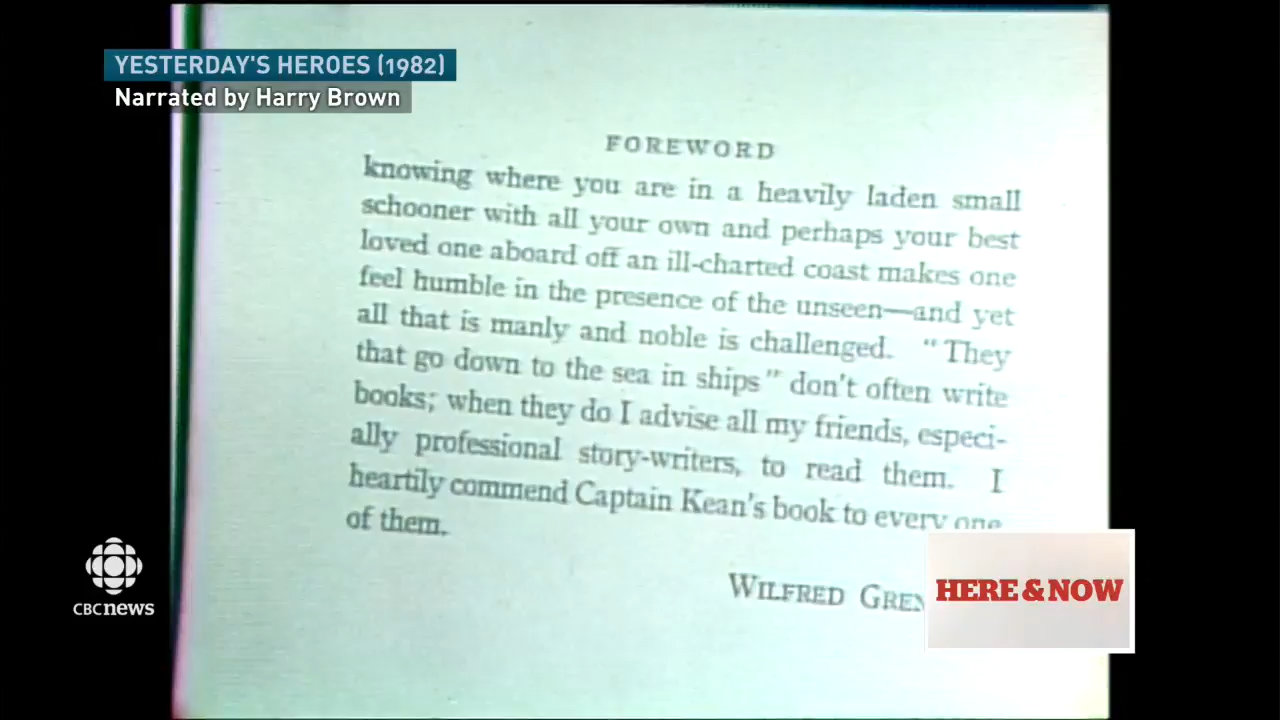 YESTERDAY'S HEROES (1982)
Narrated by Harry Brown
FOREWORD
knowing where you are in a heavily laden small
schooner with all your own and perhaps your best
loved one aboard off an ill-charted coast makes one
feel humble in the presence of the unseen—and yet
all that is manly and noble is challenged. "They
that go down to the sea in ships" don't often write
books; when they do I advise all my friends, especi-
ally professional story-writers, to read them. I
heartily commend Captain Kean's book to every one
of them.
WILFRED
HERE & NOW
CBCNEWS